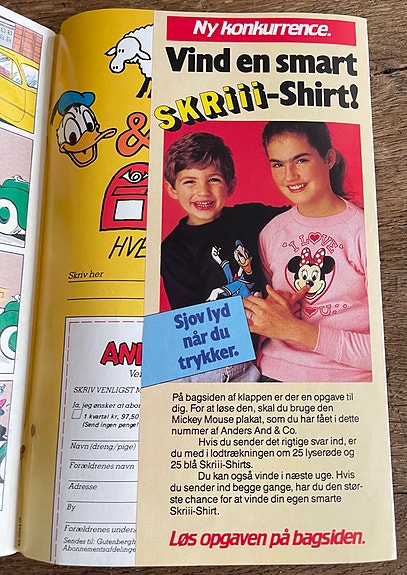 Ny konkurrence.
Vind en smart
SKRiiii-Shirt!
I LOVE
YOU...
Sjov lyd
når du
trykker.
På bagsiden af klappen er der en opgave til
dig. For at løse den, skal du bruge den
Mickey Mouse plakat, som du har fået i dette
nummer af Anders And & Co.
Hvis du sender det rigtige svar ind, er
du med i lodtrækningen om 25 lyserøde og
25 blå Skriii-Shirts.
Du kan også vinde i næste uge. Hvis
du sender ind begge gange, har du den stør-
ste chance for at vinde din egen smarte
Skriii-Shirt.
Løs opgaven på bagsiden.
&
HVE
Skriv her
AN
SKRIV VENLIGST M
Ja, jeg ønsker at abon
1 kvartal kr. 97,50
(Send ingen penge!
Navn (dreng/pige)
Forældrenes navn
Adresse
By
Forældrenes unders
Sendes til: Gutenbergh
Abonnementsafdelinge